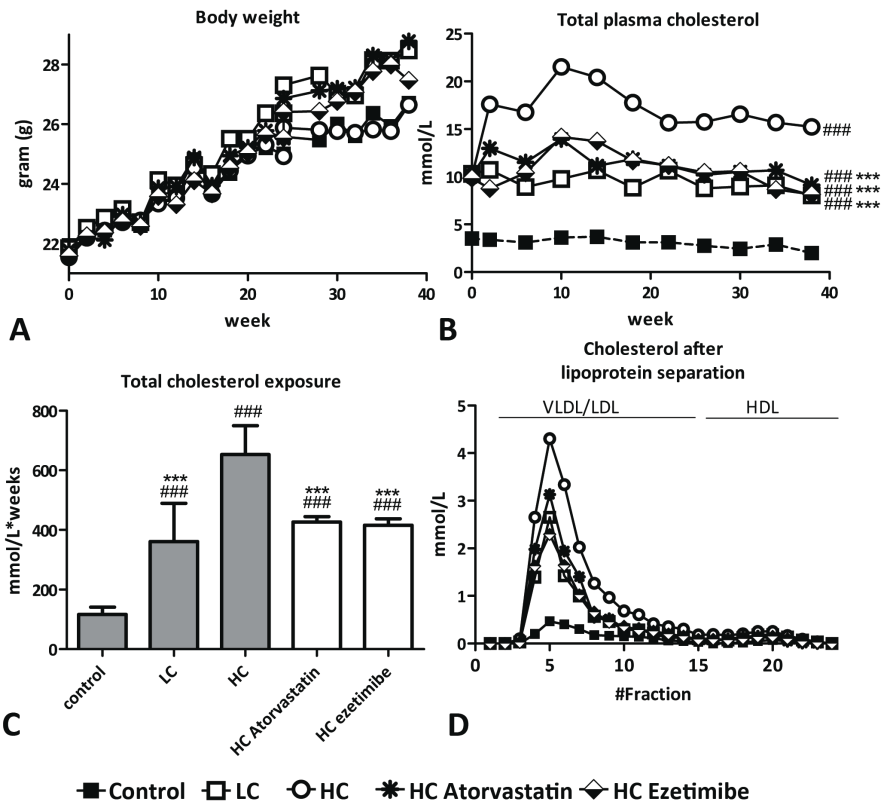 Body weight
gram (g)
28
26
24
22
0 10 20 30 40
week
A
Total plasma cholesterol
mmol/L
25
20
15
10
5
0
###
### ***
### ***
### ***
0 10 20 30 40
week
B
Total cholesterol exposure
mmol/L*weeks
800
600
400
200
0
***
###
###
***
###
***
###
control
LC
HC
HC Atorvastatin
HC ezetimibe
C
Cholesterol after
lipoprotein separation
VLDL/LDL HDL
mmol/L
5
4
3
2
1
0
0 5 10 15 20
#Fraction
D
Control LC HC HC Atorvastatin HC Ezetimibe